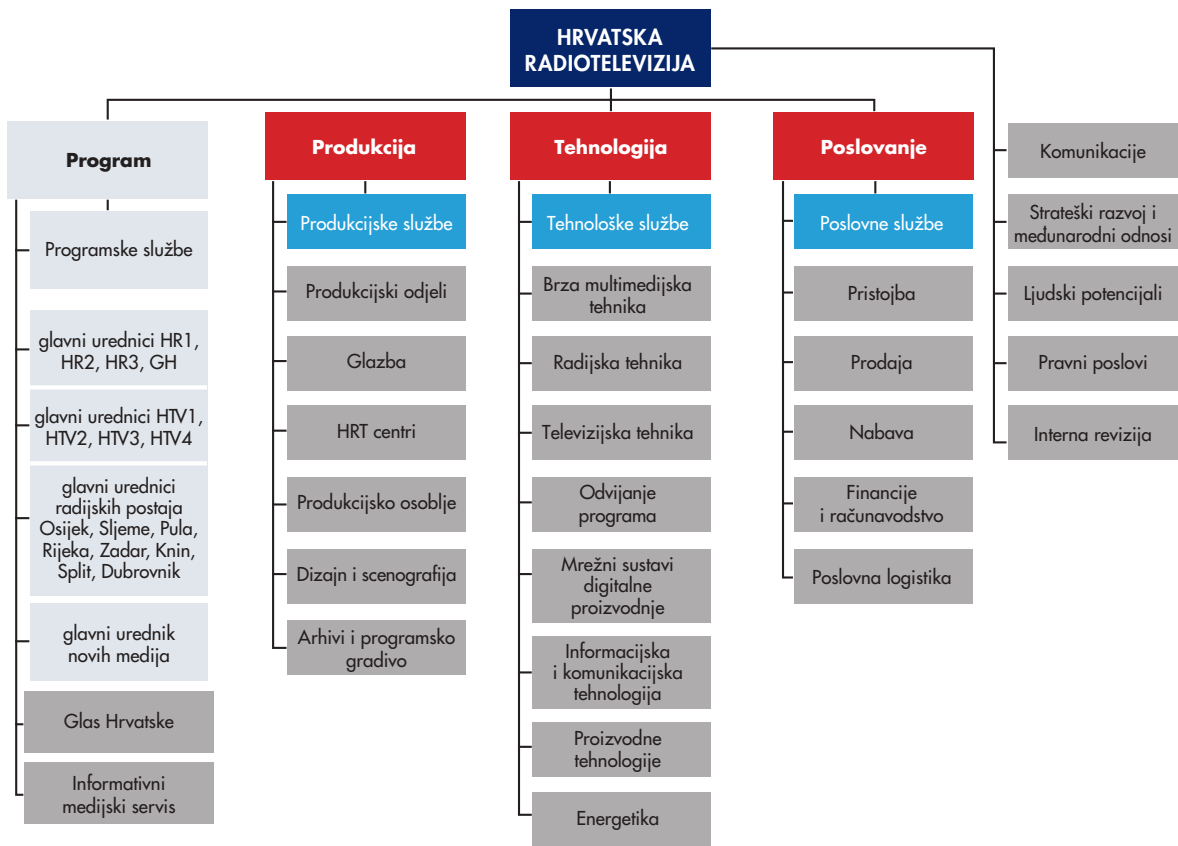 HRVATSKA
RADIOTELEVIZIJA
Program
Programske službe
glavni urednici HR1,
HR2, HR3, GH
glavni urednici HTV1,
HTV2, HTV3, HTV4
glavni urednici
radijskih postaja
Osijek, Sljeme, Pula,
Rijeka, Zadar, Knin,
Split, Dubrovnik
glavni urednik
novih medija
Glas Hrvatske
Informativni
medijski servis
Produkcija
Produkcijske službe
Produkcijski odjeli
Glazba
HRT centri
Produkcijsko osoblje
Dizajn i scenografija
Arhivi i programsko
gradivo
Tehnologija
Tehnološke službe
Brza multimedijska
tehnika
Radijska tehnika
Televizijska tehnika
Odvijanje
programa
Mrežni sustavi
digitalne
proizvodnje
Informacijska
i komunikacijska
tehnologija
Proizvodne
tehnologije
Energetika
Poslovanje
Poslovne službe
Pristojba
Prodaja
Nabava
Financije
i računavodstvo
Poslovna logistika
Komunikacije
Strateški razvoj i
međunarodni odnosi
Ljudski potencijali
Pravni poslovi
Interna revizija